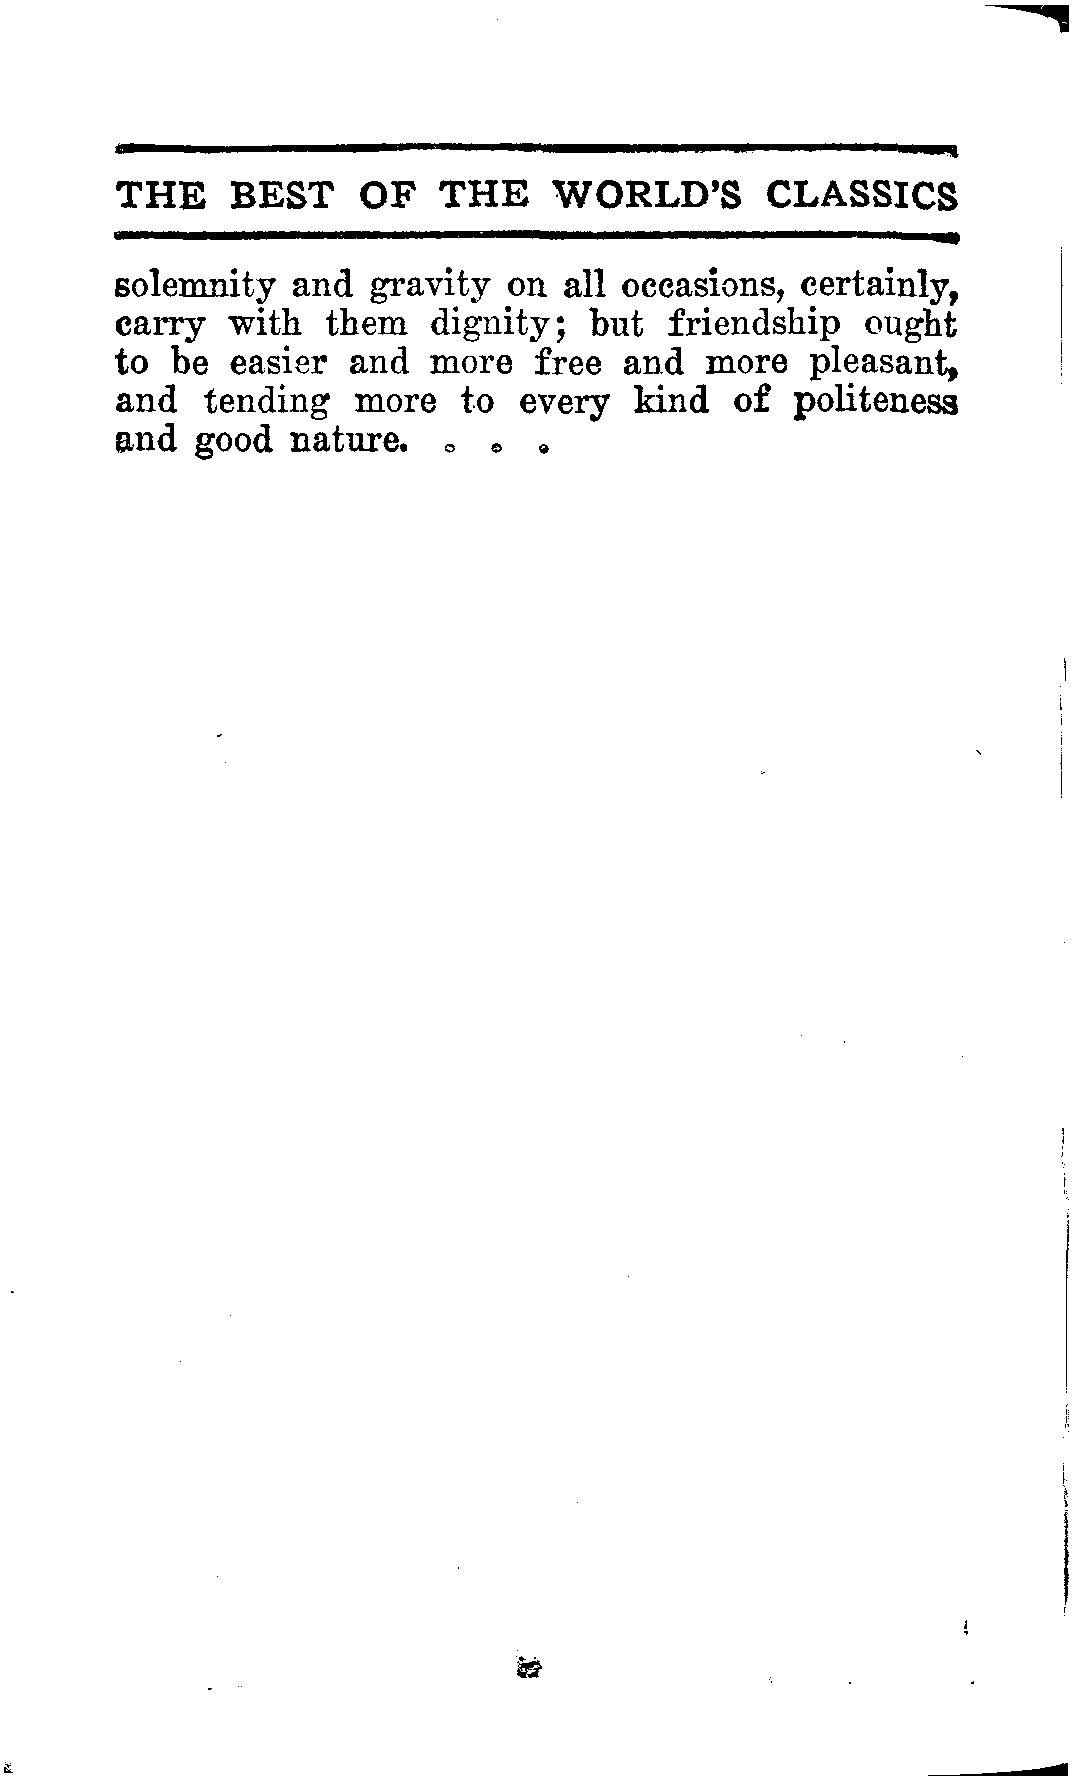 THE BEST OF THE WORLD'S CLASSICS
solemnity and gravity on all occasions, certainly,
carry with them dignity; but friendship ought
to be easier and more free and more pleasant,
and tending more to every kind of politeness
and good nature. . . .